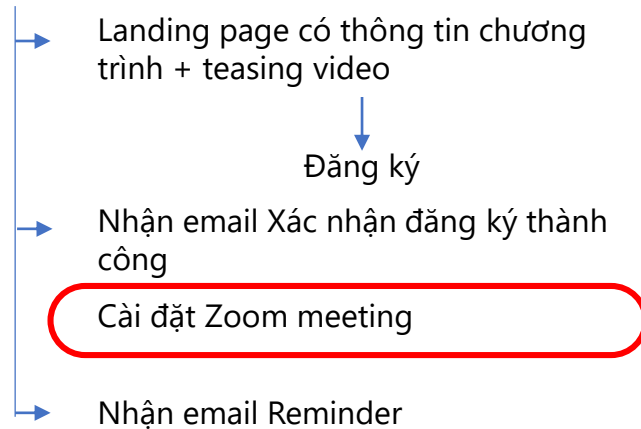 Landing page có thông tin chương
trình + teasing video
Đăng ký
Nhận email Xác nhận đăng ký thành
công
Cài đặt Zoom meeting
Nhận email Reminder